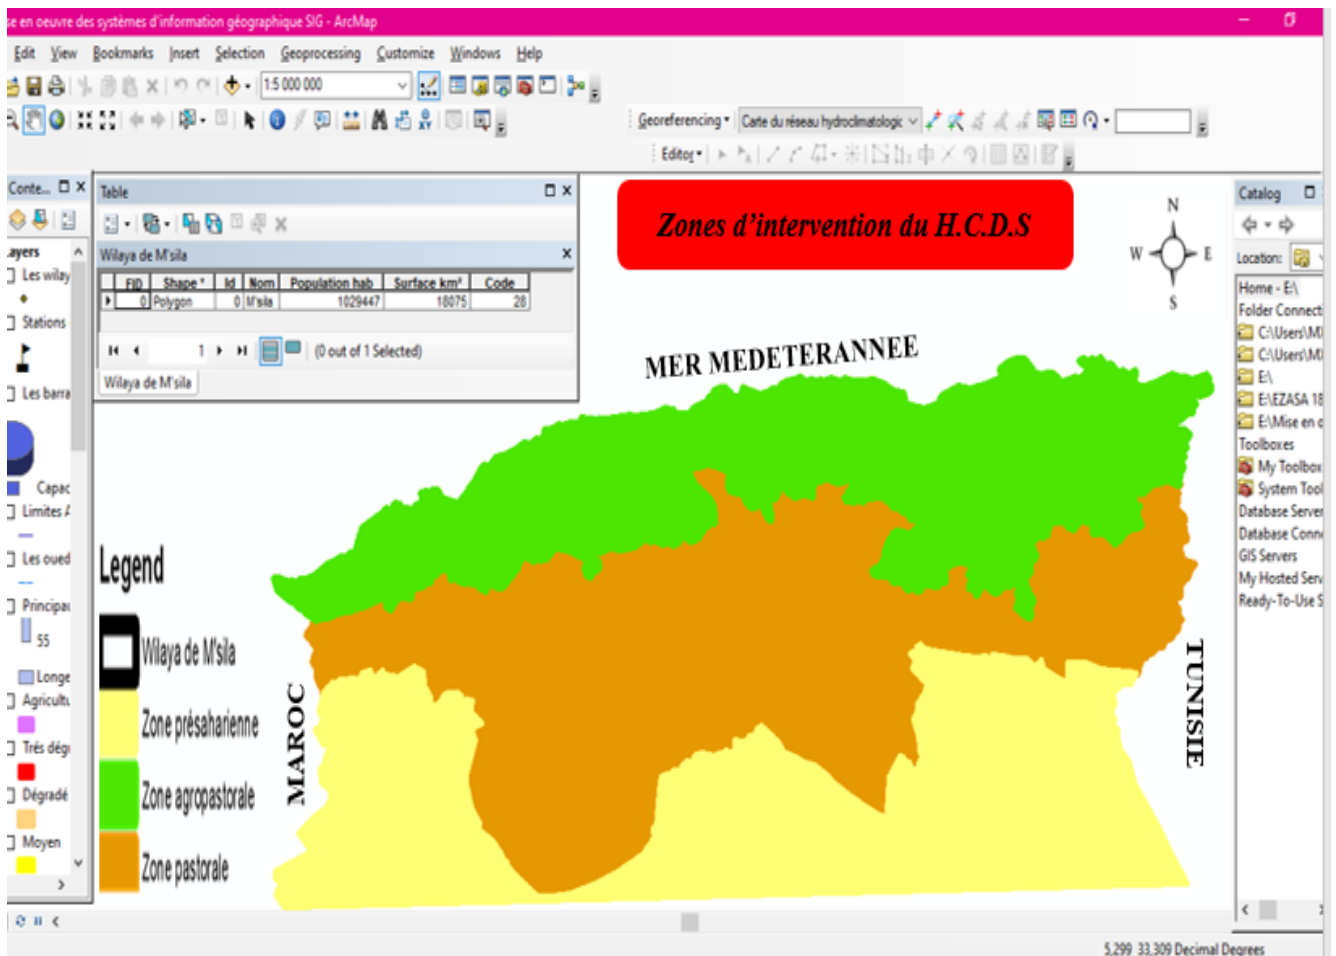 se en oeuvre des systèmes d'information géographique SIG - ArcMap
Edit View Bookmarks Insert Selection Geoprocessing Customize Windows Help
1:5 000 000
Georeferencing Carte du réseau hydroclimatologic
Editor
Conte...
Table
Catalog
Location:
ayers
Les wilay
Stations
Les barra
Capac
Limites A
Les oued
Principau
55
Longe
Agricultu
Trés dégr
Dégradé
Moyen
Wilaya de M'sila
FID Shape * Id Nom Population hab Surface km² Code
0 Polygon 0 M'sila 1029447 18075 28
1 (0 out of 1 Selected)
Wilaya de M'sila
Zones d'intervention du H.C.D.S
N
W E
S
MER MEDETERANNEE
MAROC
TUNISIE
Legend
Wilaya de M'sila
Zone présaharienne
Zone agropastorale
Zone pastorale
Home - E:\
Folder Connect
C:\Users\M
C:\Users\M
E:\
E:\EZASA 18
E:\Mise en o
Toolboxes
My Toolbox
System Tool
Database Server
Database Conn
GIS Servers
My Hosted Serv
Ready-To-Use S
5,299 33,309 Decimal Degrees